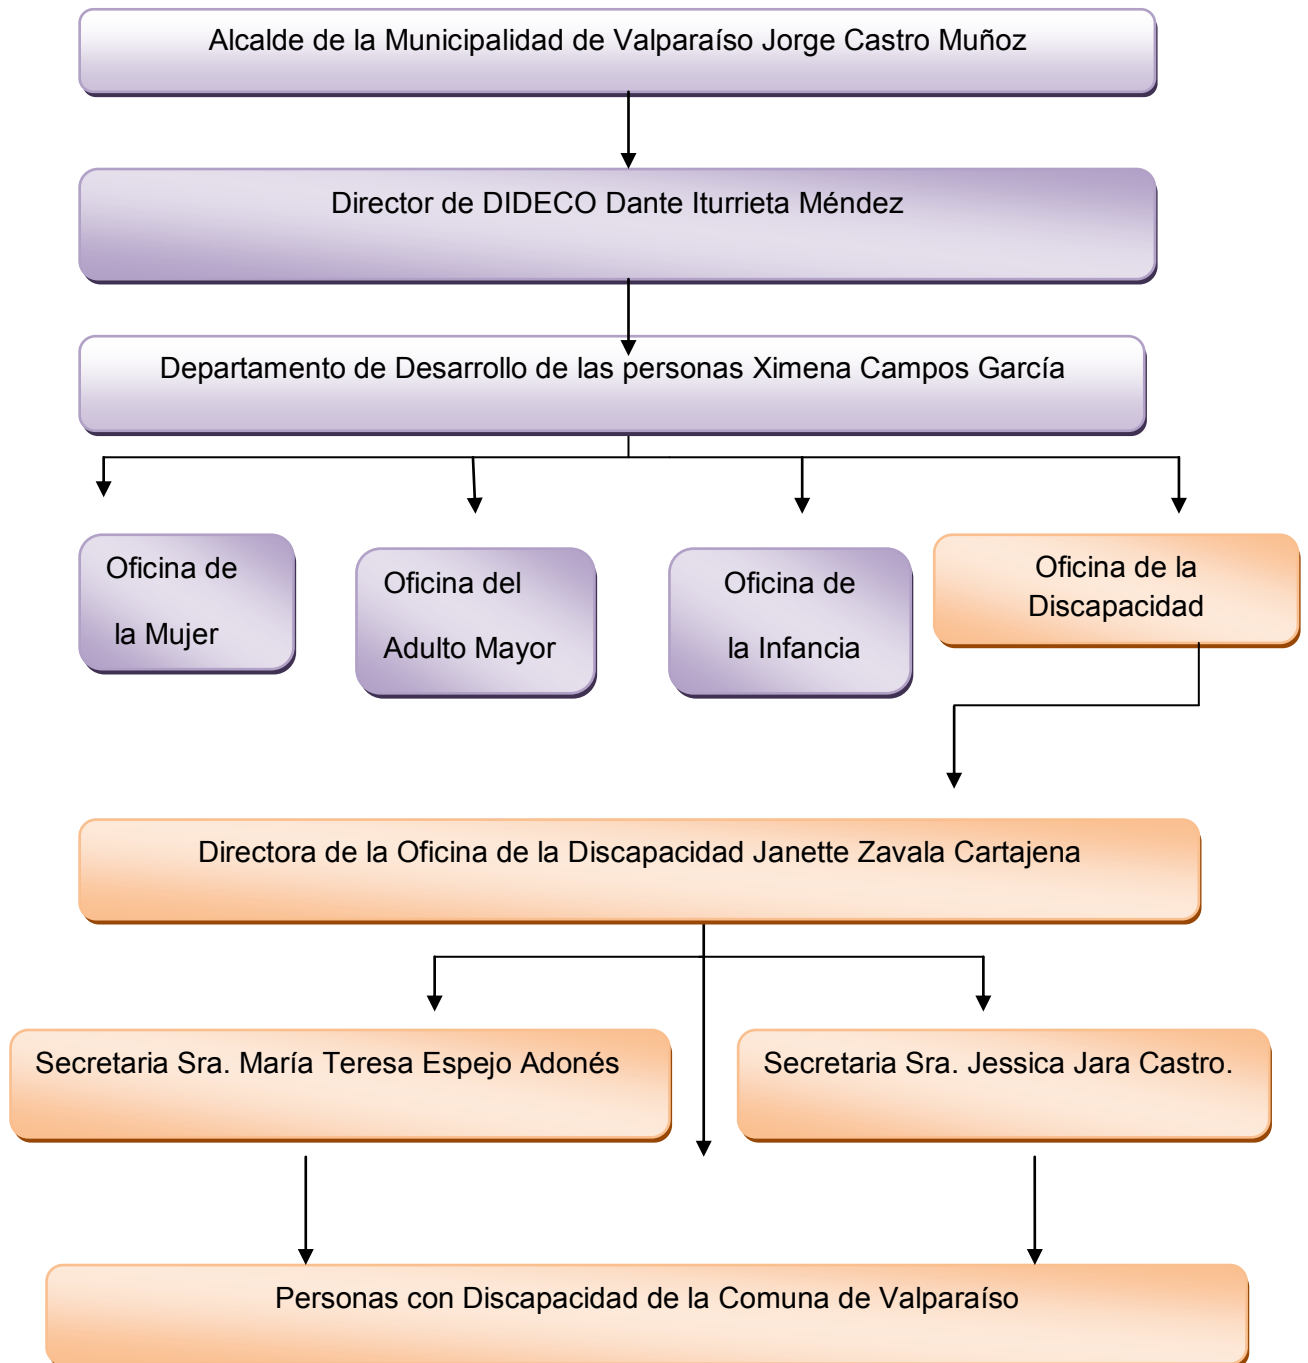 Alcalde de la Municipalidad de Valparaíso Jorge Castro Muñoz
Director de DIDECO Dante Iturrieta Méndez
Departamento de Desarrollo de las personas Ximena Campos García
Oficina de
la Mujer
Oficina del
Adulto Mayor
Oficina de
la Infancia
Oficina de la
Discapacidad
Directora de la Oficina de la Discapacidad Janette Zavala Cartajena
Secretaria Sra. María Teresa Espejo Adonés
Secretaria Sra. Jessica Jara Castro.
Personas con Discapacidad de la Comuna de Valparaíso